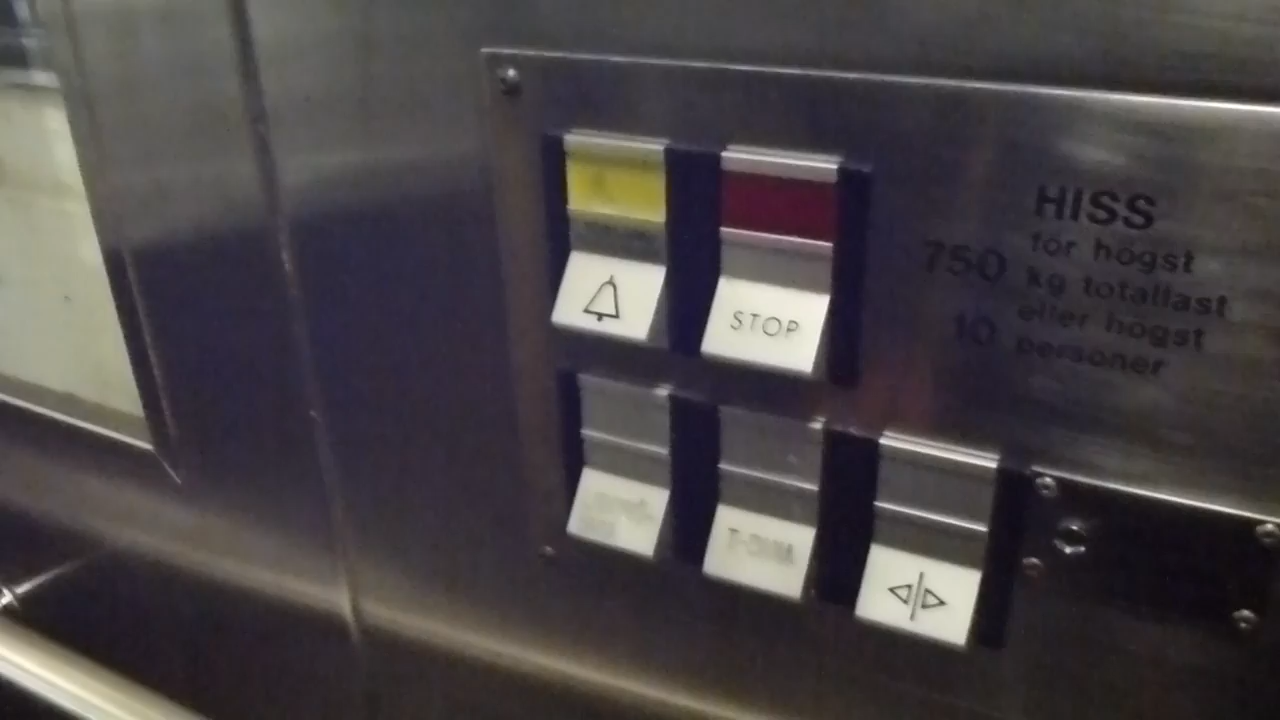 STOP
HISS
för högst
750 kg totallast
eller högst
10 personer